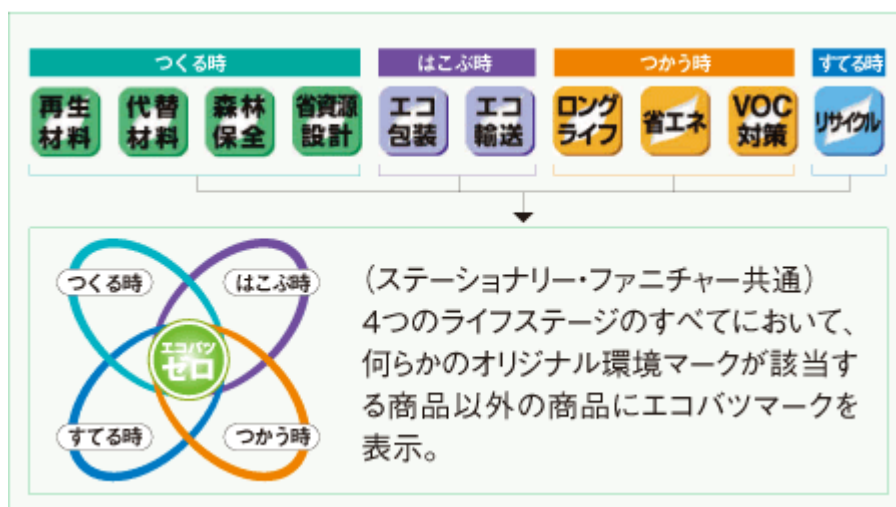 つくる時
はこぶ時
つかう時
すてる時
再生
材料
代替
材料
森林
保全
省資源
設計
エコ
包装
エコ
輸送
ロング
ライフ
省エネ
VOC
対策
リサイクル
つくる時
はこぶ時
エコバツ
ゼロ
すてる時
つかう時
(ステーショナリー・ファニチャー共通)
4つのライフステージのすべてにおいて、
何らかのオリジナル環境マークが該当す
る商品以外の商品にエコバツマークを
表示。